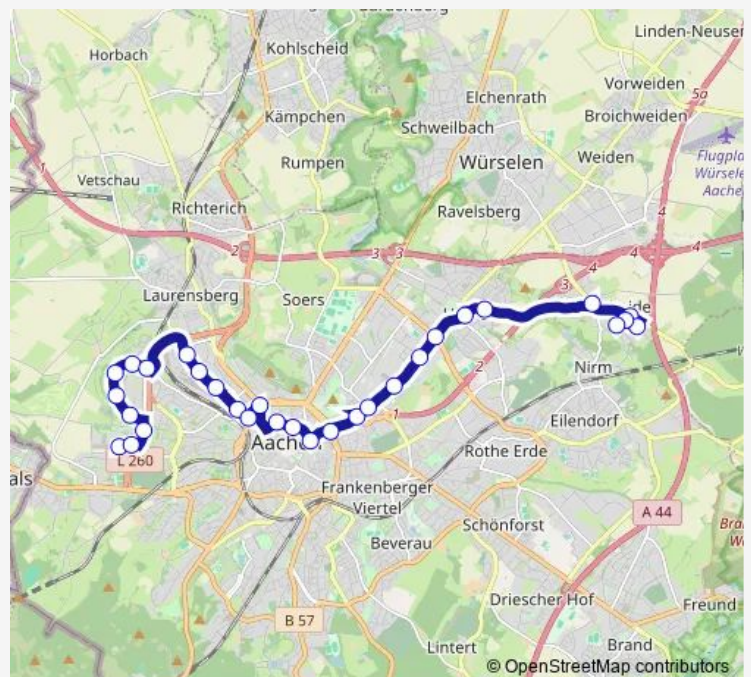 Kohlscheid
Linden-Neuser
Horbach
Vorweiden
Elchenrath
5a
Broichweiden
Kämpchen
Schweilbach
1
Flugpla
Würsele
Aache
Rumpen
Würselen
Weiden
Vetschau
Richterich
Ravelsberg
4
2
3
3
4
4
4
3
Laurensberg
Soers
ide
2
Nirm
1
Eilendorf
Aachen
L 260
Rothe Erde
als
Frankenberger
Viertel
A 44
Schönforst
Beverau
Driescher Hof
Freund
B 57
Lintert
Brand
© OpenStreetMap contributors